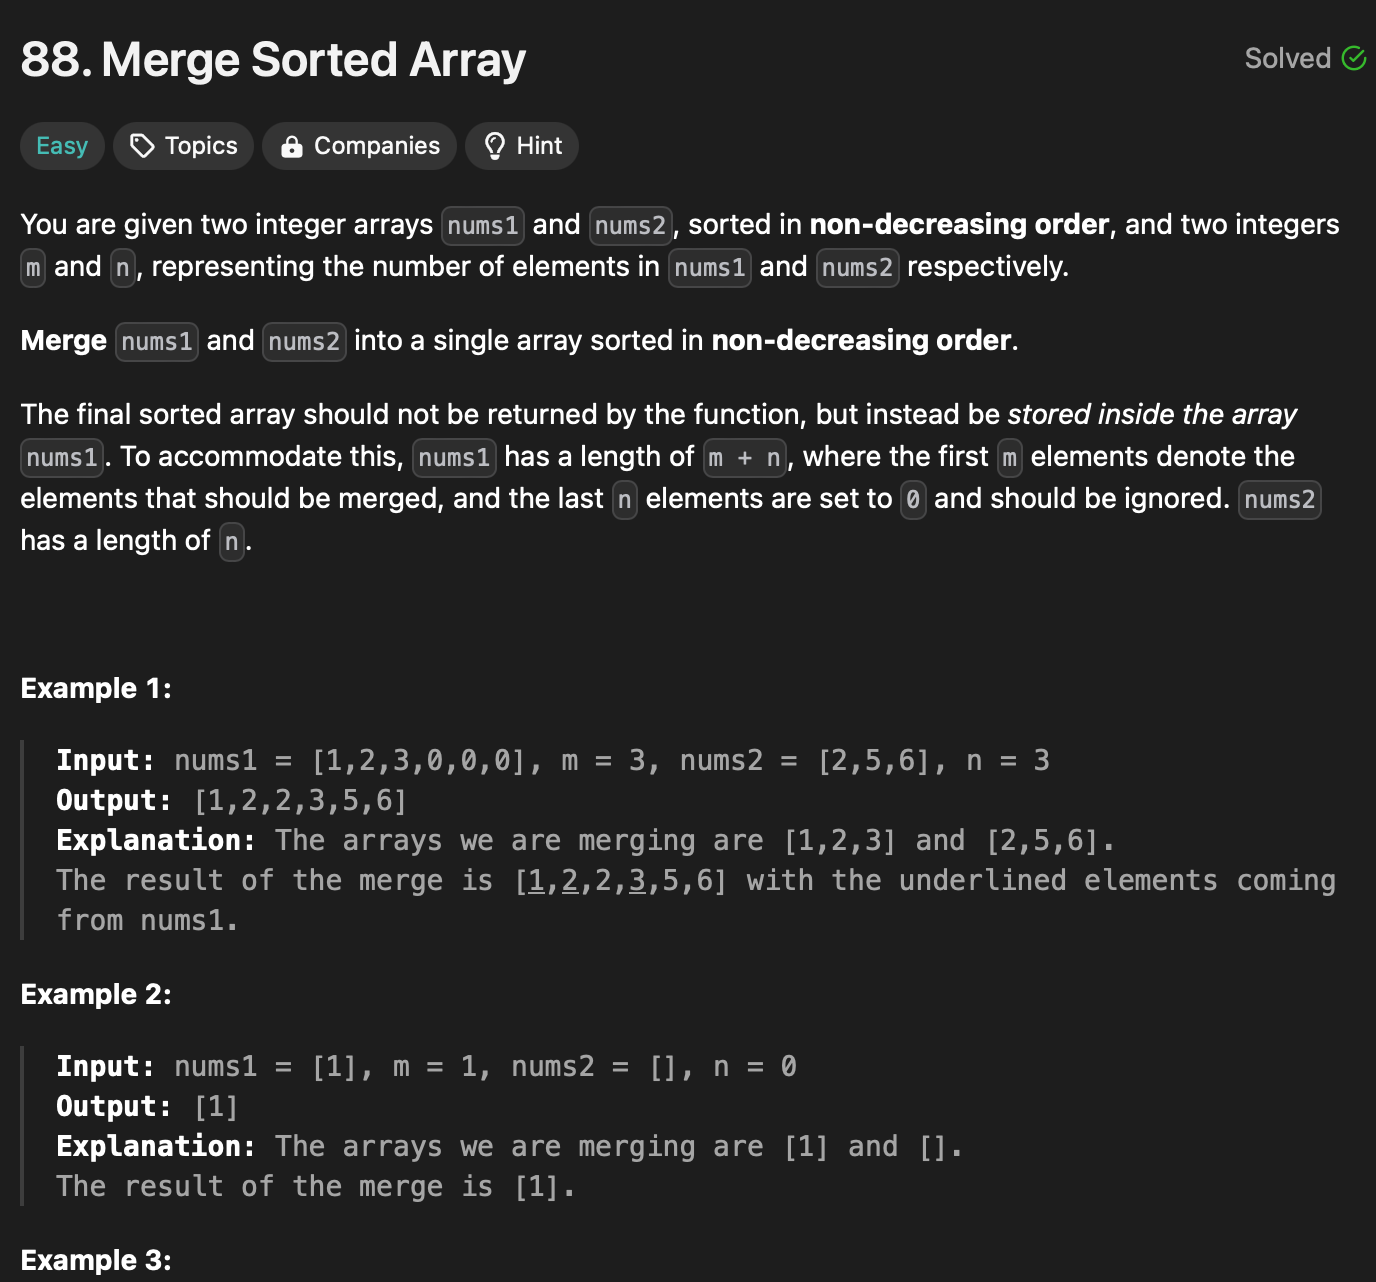 88. Merge Sorted Array
Solved
Easy
Topics
Companies
Hint
You are given two integer arrays nums1 and nums2, sorted in non-decreasing order, and two integers
m and n, representing the number of elements in nums1 and nums2 respectively.
Merge nums1 and nums2 into a single array sorted in non-decreasing order.
The final sorted array should not be returned by the function, but instead be stored inside the array
nums1. To accommodate this, nums1 has a length of m + n, where the first m elements denote the
elements that should be merged, and the last n elements are set to 0 and should be ignored. nums2
has a length of n.
Example 1:
Input: nums1 = [1,2,3,0,0,0], m = 3, nums2 = [2,5,6], n = 3
Output: [1,2,2,3,5,6]
Explanation: The arrays we are merging are [1,2,3] and [2,5,6].
The result of the merge is [1,2,2,3,5,6] with the underlined elements coming
from nums1.
Example 2:
Input: nums1 = [1], m = 1, nums2 = [], n = 0
Output: [1]
Explanation: The arrays we are merging are [1] and [].
The result of the merge is [1].
Example 3: